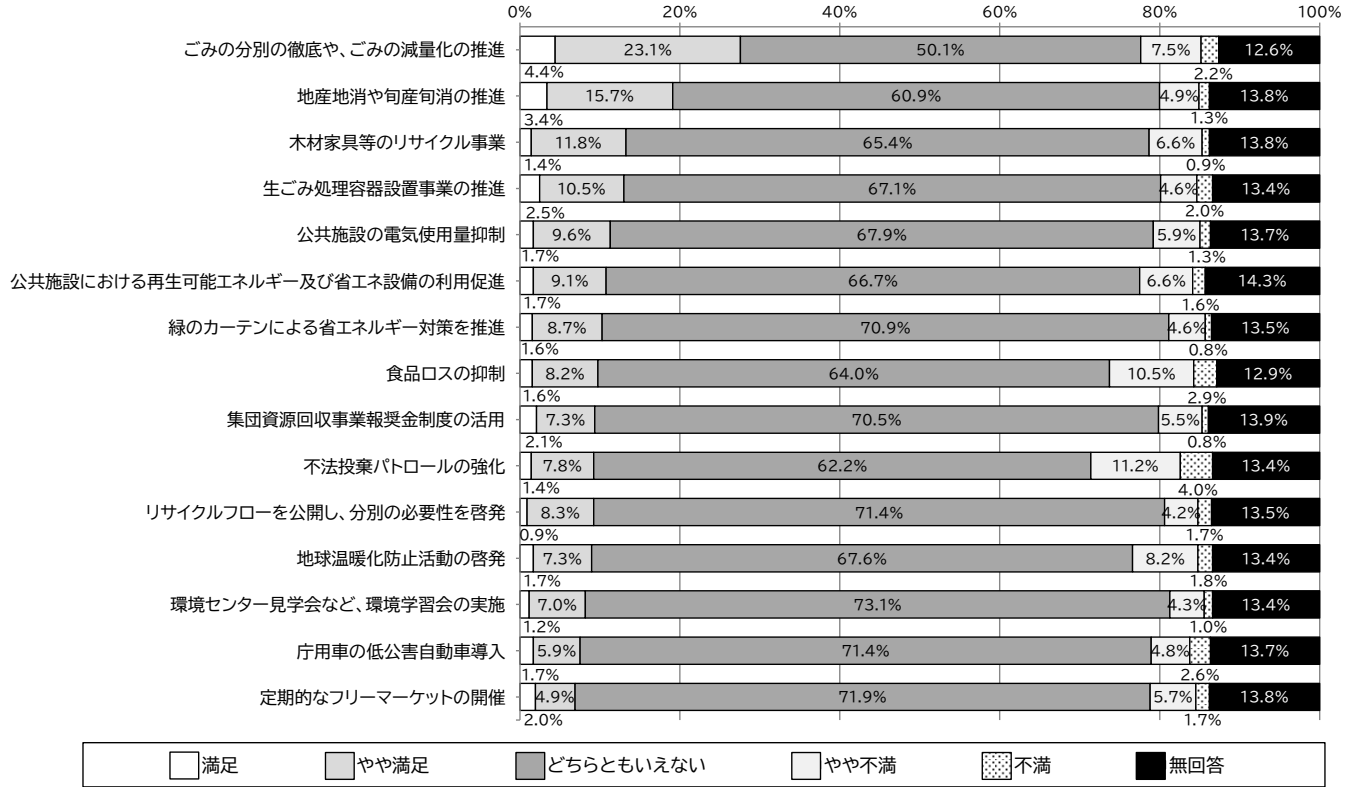 0% 20% 40% 60% 80% 100%
ごみの分別の徹底や、ごみの減量化の推進 23.1% 50.1% 7.5% 12.6%
4.4% 2.2%
地産地消や旬産旬消の推進 15.7% 60.9% 4.9% 13.8%
3.4% 1.3%
木材家具等のリサイクル事業 11.8% 65.4% 6.6% 13.8%
1.4% 0.9%
生ごみ処理容器設置事業の推進 10.5% 67.1% 4.6% 13.4%
2.5% 2.0%
公共施設の電気使用量抑制 9.6% 67.9% 5.9% 13.7%
1.7% 1.3%
公共施設における再生可能エネルギー及び省エネ設備の利用促進 9.1% 66.7% 6.6% 14.3%
1.7% 1.6%
緑のカーテンによる省エネルギー対策を推進 8.7% 70.9% 4.6% 13.5%
1.6% 0.8%
食品ロスの抑制 8.2% 64.0% 10.5% 12.9%
1.6% 2.9%
集団資源回収事業報奨金制度の活用 7.3% 70.5% 5.5% 13.9%
2.1% 0.8%
不法投棄パトロールの強化 7.8% 62.2% 11.2% 13.4%
1.4% 4.0%
リサイクルフローを公開し、分別の必要性を啓発 8.3% 71.4% 4.2% 13.5%
0.9% 1.7%
地球温暖化防止活動の啓発 7.3% 67.6% 8.2% 13.4%
1.7% 1.8%
環境センター見学会など、環境学習会の実施 7.0% 73.1% 4.3% 13.4%
1.2% 1.0%
庁用車の低公害自動車導入 5.9% 71.4% 4.8% 13.7%
1.7% 2.6%
定期的なフリーマーケットの開催 4.9% 71.9% 5.7% 13.8%
2.0% 1.7%
満足 やや満足 どちらともいえない やや不満 不満 無回答